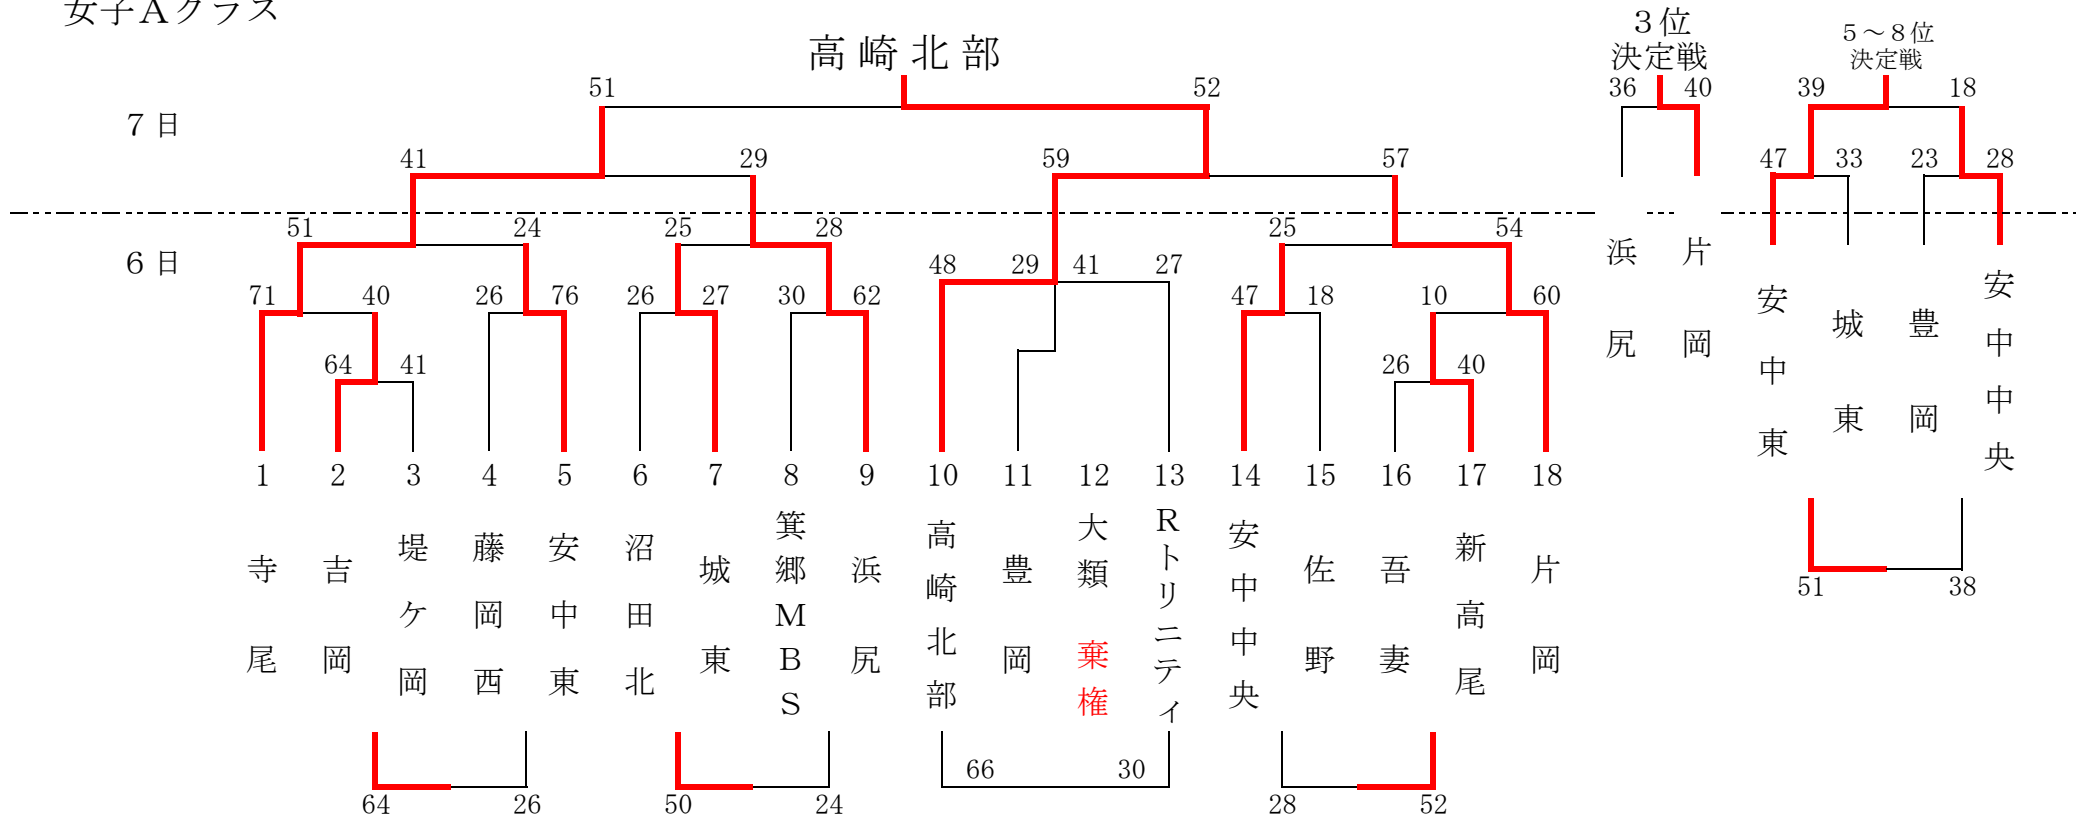 女子Aクラス
高崎北部
3位
決定戦
5～8位
決定戦
51 52 36 40 39 18
7日
41 29 59 57 47 33 23 28
51 24 25 28 25 54
6日
48 29 41 27
71 40 26 76 26 27 30 62 47 18 10 60
64 41 26 40
浜尻
片岡
安中東
城東
豊岡
安中中央
1 2 3 4 5 6 7 8 9 10 11 12 13 14 15 16 17 18
寺尾
吉岡
堤ケ岡
藤岡西
安中東
沼田北
城東
箕郷MBS
浜尻
高崎北部
豊岡
大類 棄権
Rトリニティ
安中中央
佐野
吾妻
新高尾
片岡
51 38
66 30
64 26 50 24 28 52